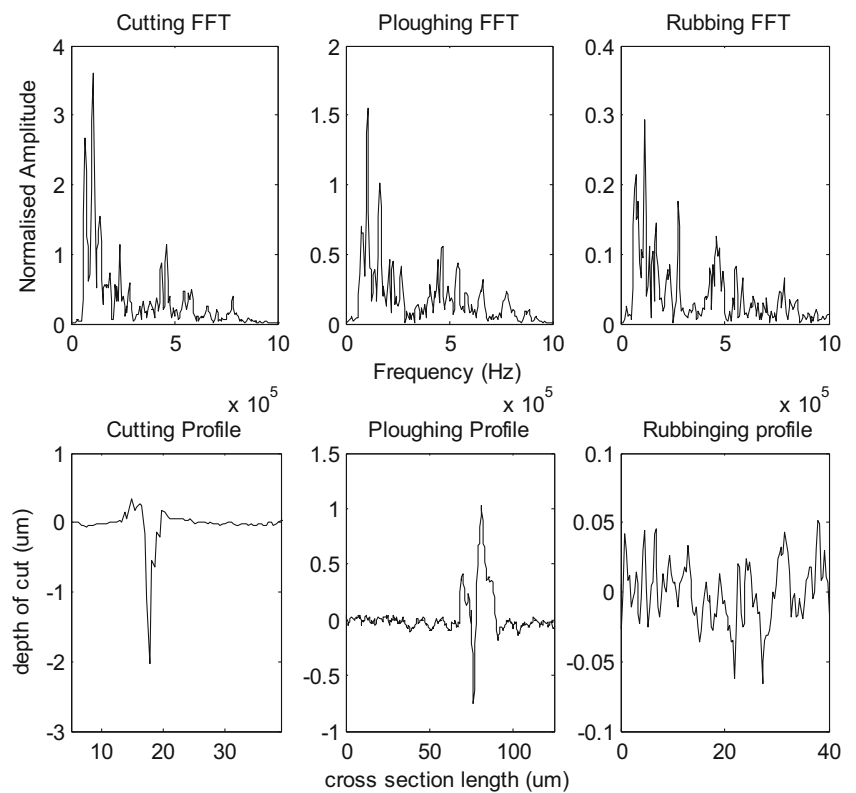 Cutting FFT
Ploughing FFT
Rubbing FFT
Normalised Amplitude
4
3
2
1
0
2
1.5
1
0.5
0
0.4
0.3
0.2
0.1
0
0 5 10
0 5 10
0 5 10
Frequency (Hz)
x 10^5
x 10^5
x 10^5
Cutting Profile
Ploughing Profile
Rubbinging profile
depth of cut (um)
1
0
-1
-2
-3
1.5
1
0.5
0
-0.5
-1
0.1
0.05
0
-0.05
-0.1
10 20 30
0 50 100
0 20 40
cross section length (um)